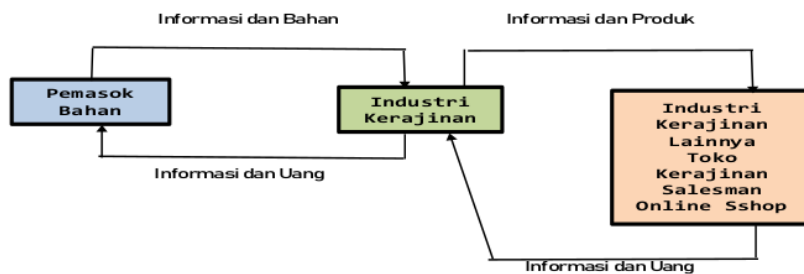 Informasi dan Bahan
Informasi dan Produk
Pemasok
Bahan
Industri
Kerajinan
Industri
Kerajinan
Lainnya
Toko
Kerajinan
Salesman
Online Sshop
Informasi dan Uang
Informasi dan Uang